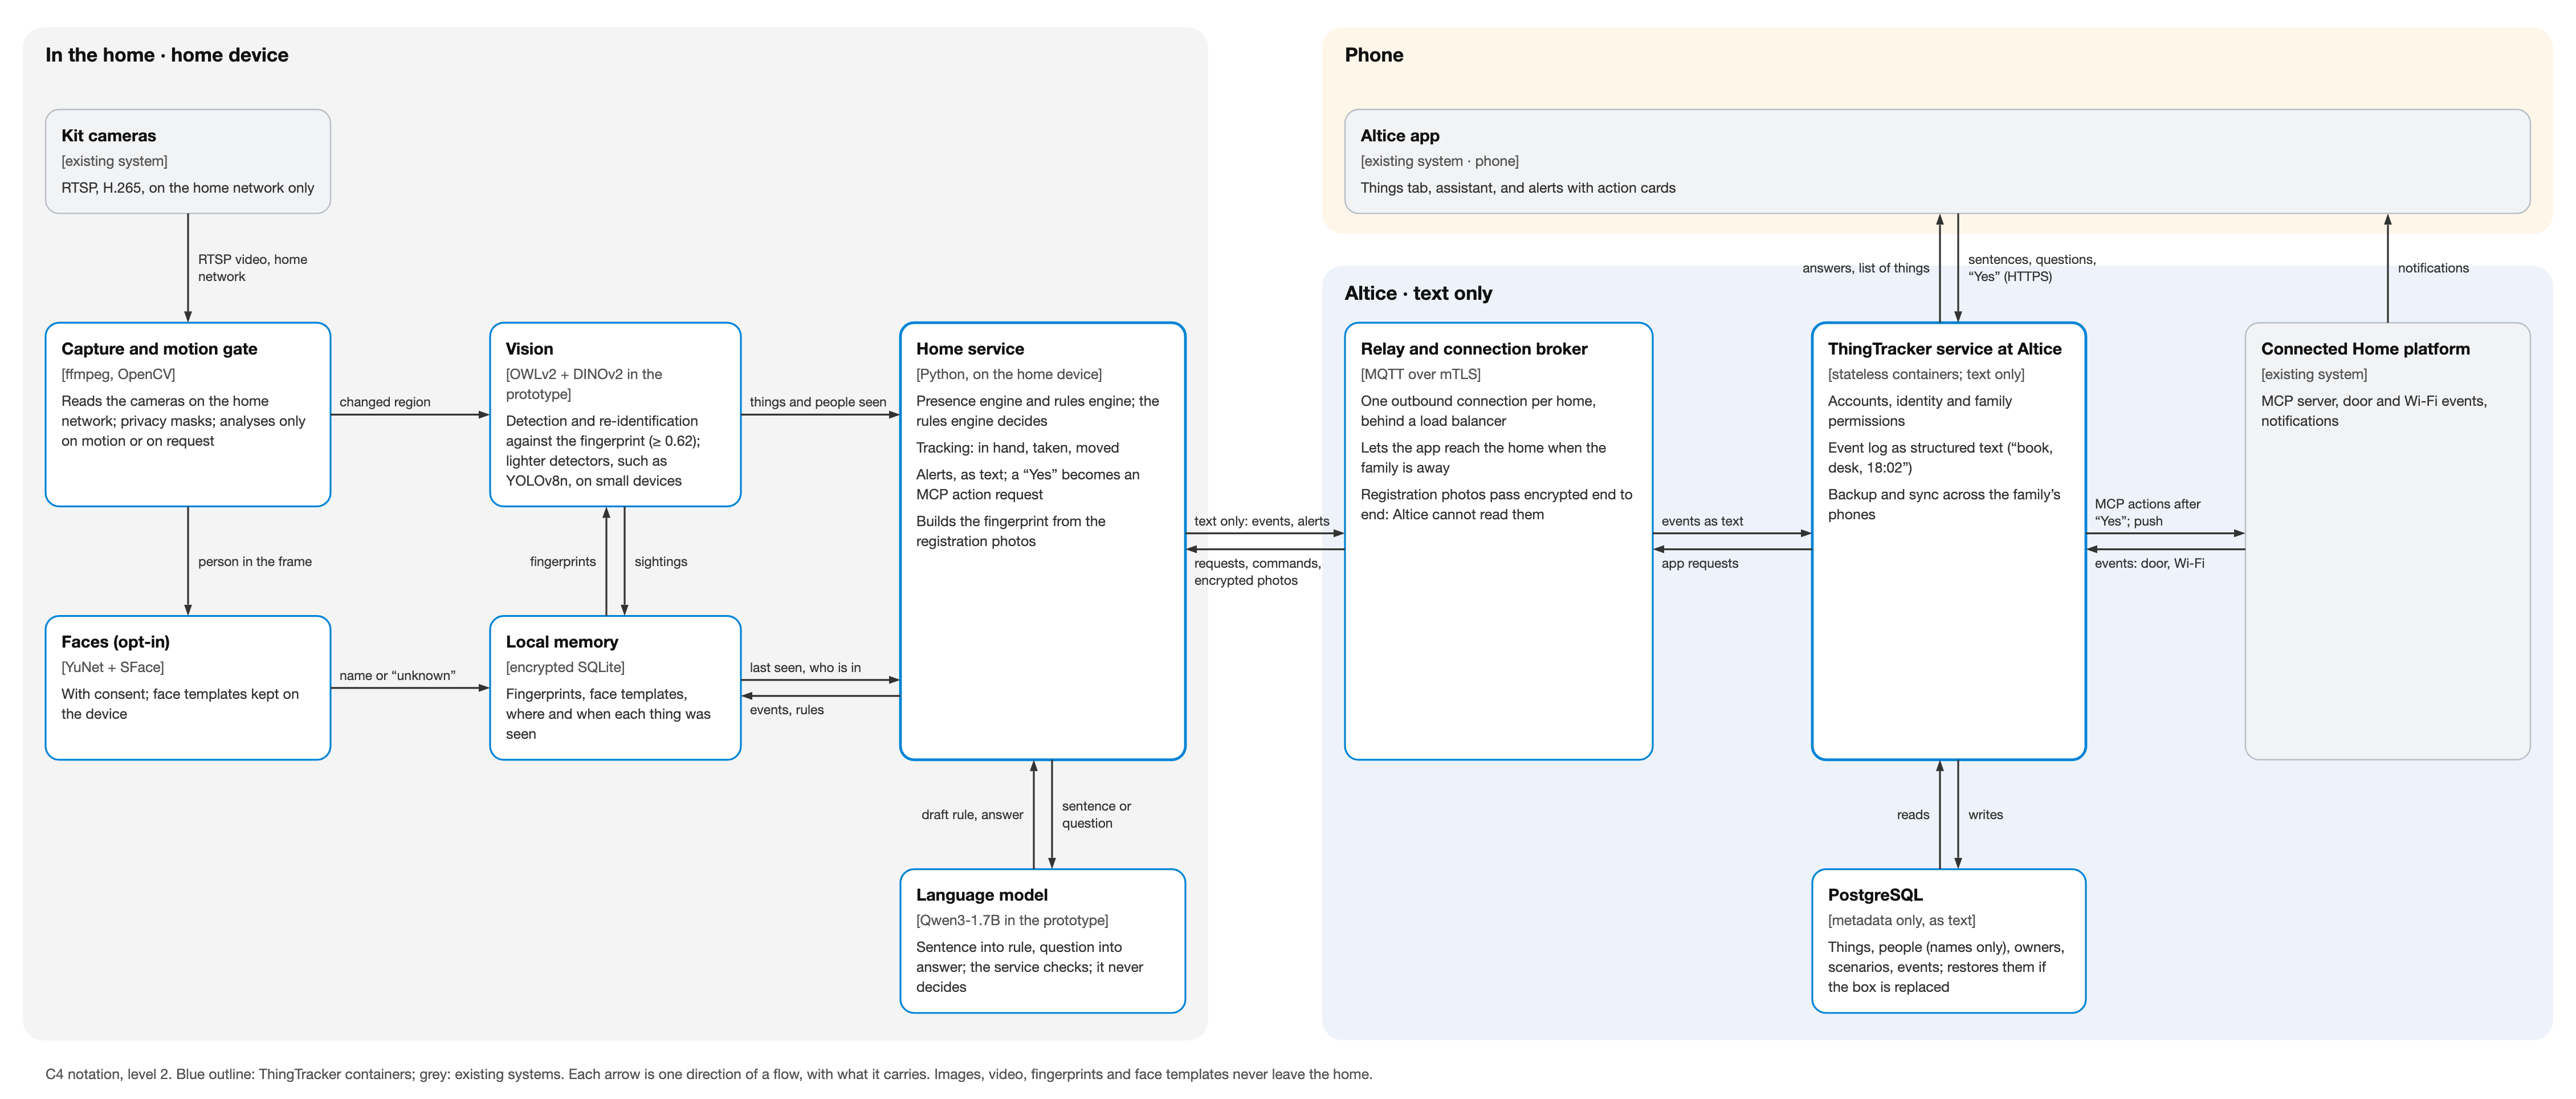 In the home · home device
Kit cameras
[existing system]
RTSP, H.265, on the home network only
RTSP video, home
network
Capture and motion gate
[ffmpeg, OpenCV]
Reads the cameras on the home
network; privacy masks; analyses only
on motion or on request
changed region
person in the frame
Faces (opt-in)
[YuNet + SFace]
With consent; face templates kept on
the device
name or “unknown”
Vision
[OWLv2 + DINOv2 in the
prototype]
Detection and re-identification
against the fingerprint (≥ 0.62);
lighter detectors, such as
YOLOv8n, on small devices
things and people seen
fingerprints
sightings
Local memory
[encrypted SQLite]
Fingerprints, face templates,
where and when each thing was
seen
last seen, who is in
events, rules
Home service
[Python, on the home device]
Presence engine and rules engine; the
rules engine decides
Tracking: in hand, taken, moved
Alerts, as text; a “Yes” becomes an
MCP action request
Builds the fingerprint from the
registration photos
draft rule, answer
sentence or
question
Language model
[Qwen3-1.7B in the prototype]
Sentence into rule, question into
answer; the service checks; it never
decides
text only: events, alerts
requests, commands,
encrypted photos
Phone
Altice app
[existing system · phone]
Things tab, assistant, and alerts with action cards
answers, list of things
sentences, questions,
“Yes” (HTTPS)
notifications
Altice · text only
Relay and connection broker
[MQTT over mTLS]
One outbound connection per home,
behind a load balancer
Lets the app reach the home when the
family is away
Registration photos pass encrypted end to
end: Altice cannot read them
events as text
app requests
ThingTracker service at Altice
[stateless containers; text only]
Accounts, identity and family
permissions
Event log as structured text (“book,
desk, 18:02”)
Backup and sync across the family’s
phones
MCP actions after
“Yes”; push
events: door, Wi-Fi
Connected Home platform
[existing system]
MCP server, door and Wi-Fi events,
notifications
reads
writes
PostgreSQL
[metadata only, as text]
Things, people (names only), owners,
scenarios, events; restores them if
the box is replaced
C4 notation, level 2. Blue outline: ThingTracker containers; grey: existing systems. Each arrow is one direction of a flow, with what it carries. Images, video, fingerprints and face templates never leave the home.